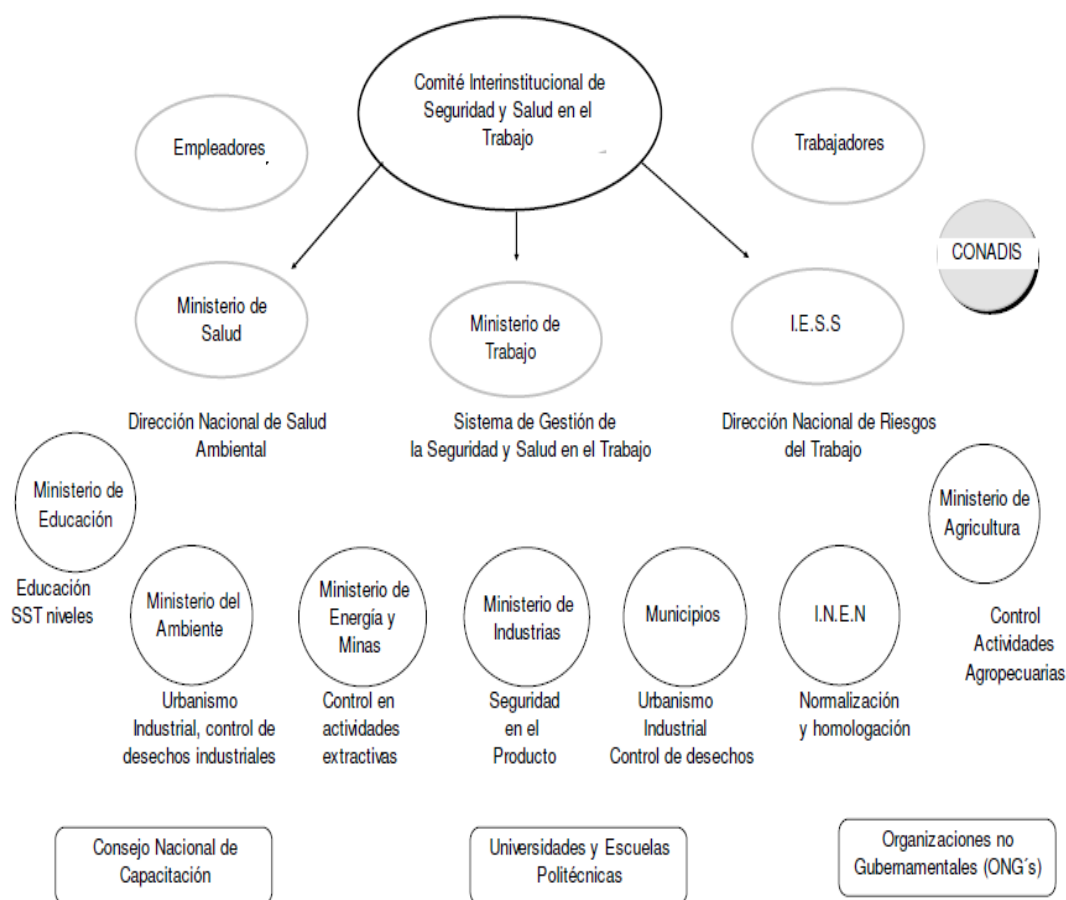 Comité Interinstitucional de
Seguridad y Salud en el
Trabajo
Empleadores
Trabajadores
CONADIS
Ministerio de
Salud
Ministerio de
Trabajo
I.E.S.S
Dirección Nacional de Salud
Ambiental
Sistema de Gestión de
la Seguridad y Salud en el Trabajo
Dirección Nacional de Riesgos
del Trabajo
Ministerio de
Educación
Educación
SST niveles
Ministerio del
Ambiente
Urbanismo
Industrial, control de
desechos industriales
Ministerio de
Energía y
Minas
Control en
actividades
extractivas
Ministerio de
Industrias
Seguridad
en el
Producto
Municipios
Urbanismo
Industrial
Control de desechos
I.N.E.N
Normalización
y homologación
Ministerio de
Agricultura
Control
Actividades
Agropecuarias
Consejo Nacional de
Capacitación
Universidades y Escuelas
Politécnicas
Organizaciones no
Gubernamentales (ONG´s)